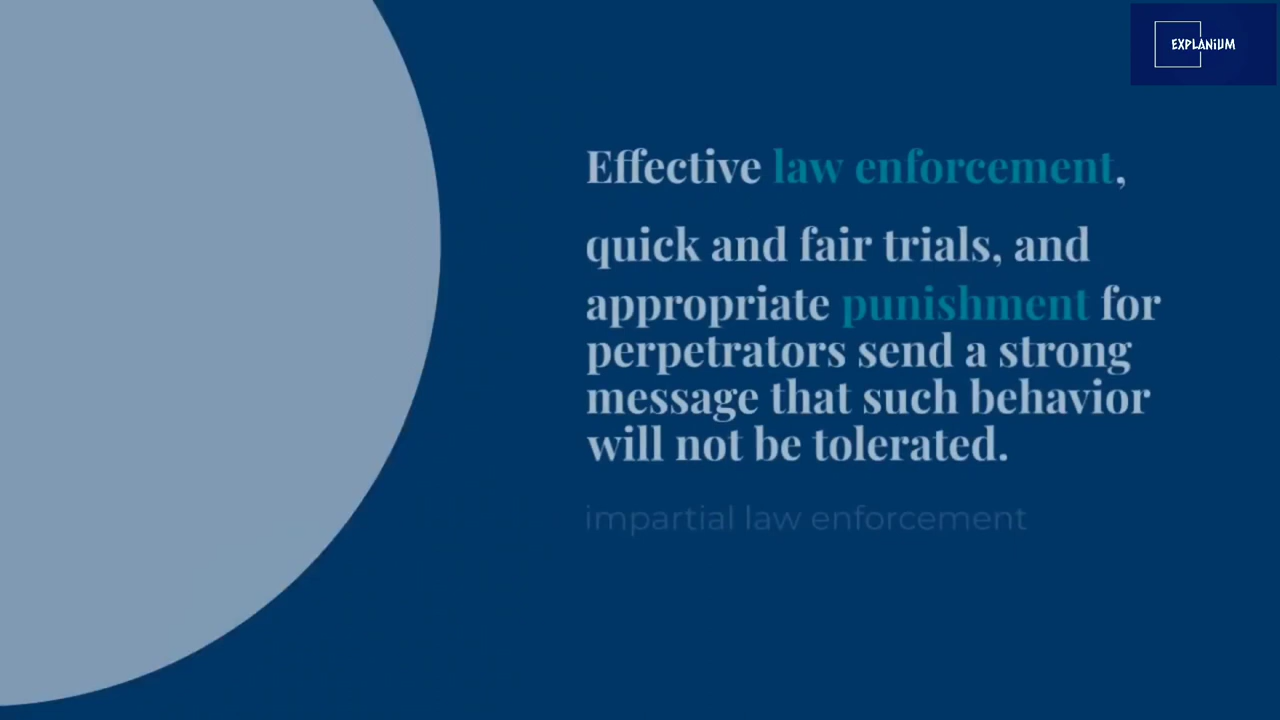 EXPLANiUM
Effective law enforcement,
quick and fair trials, and
appropriate punishment for
perpetrators send a strong
message that such behavior
will not be tolerated.
impartial law enforcement